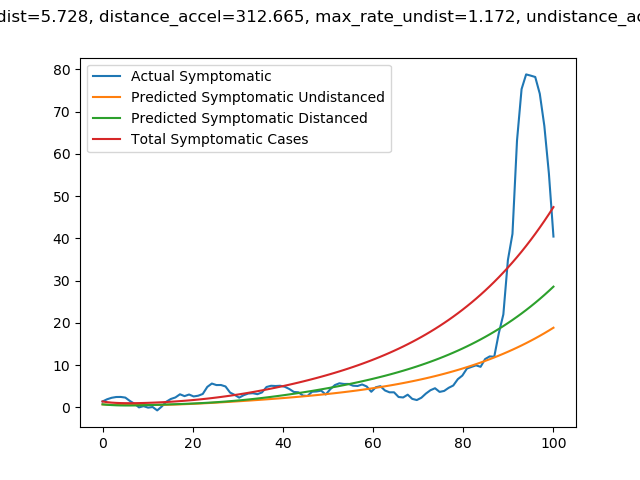 dist=5.728, distance_accel=312.665, max_rate_undist=1.172, undistance_ac
Actual Symptomatic
Predicted Symptomatic Undistanced
Predicted Symptomatic Distanced
Total Symptomatic Cases
80
70
60
50
40
30
20
10
0
0 20 40 60 80 100